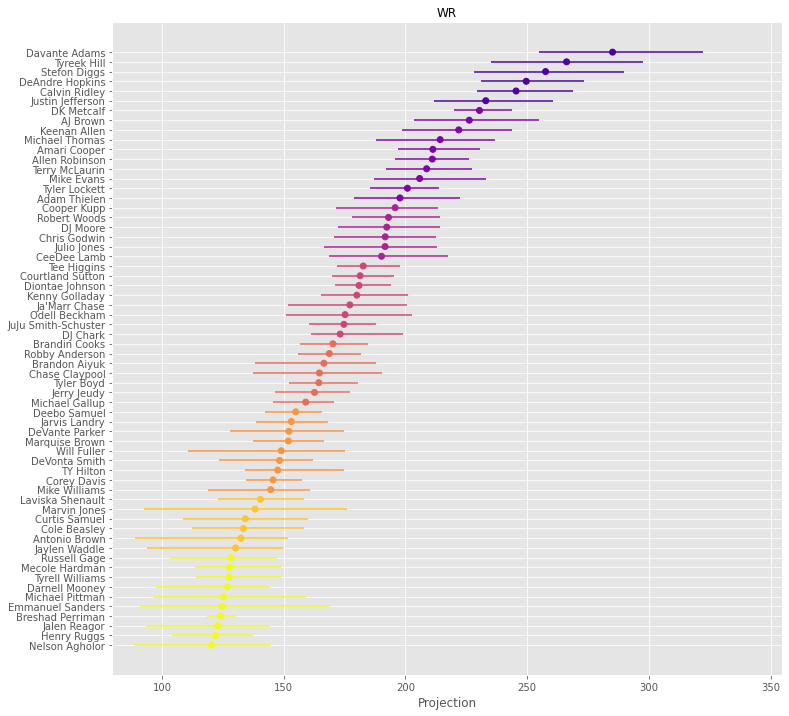 WR
Davante Adams
Tyreek Hill
Stefon Diggs
DeAndre Hopkins
Calvin Ridley
Justin Jefferson
DK Metcalf
AJ Brown
Keenan Allen
Michael Thomas
Amari Cooper
Allen Robinson
Terry McLaurin
Mike Evans
Tyler Lockett
Adam Thielen
Cooper Kupp
Robert Woods
DJ Moore
Chris Godwin
Julio Jones
CeeDee Lamb
Tee Higgins
Courtland Sutton
Diontae Johnson
Kenny Golladay
Ja'Marr Chase
Odell Beckham
JuJu Smith-Schuster
DJ Chark
Brandin Cooks
Robby Anderson
Brandon Aiyuk
Chase Claypool
Tyler Boyd
Jerry Jeudy
Michael Gallup
Deebo Samuel
Jarvis Landry
DeVante Parker
Marquise Brown
Will Fuller
DeVonta Smith
TY Hilton
Corey Davis
Mike Williams
Laviska Shenault
Marvin Jones
Curtis Samuel
Cole Beasley
Antonio Brown
Jaylen Waddle
Russell Gage
Mecole Hardman
Tyrell Williams
Darnell Mooney
Michael Pittman
Emmanuel Sanders
Breshad Perriman
Jalen Reagor
Henry Ruggs
Nelson Agholor
100 150 200 250 300 350
Projection